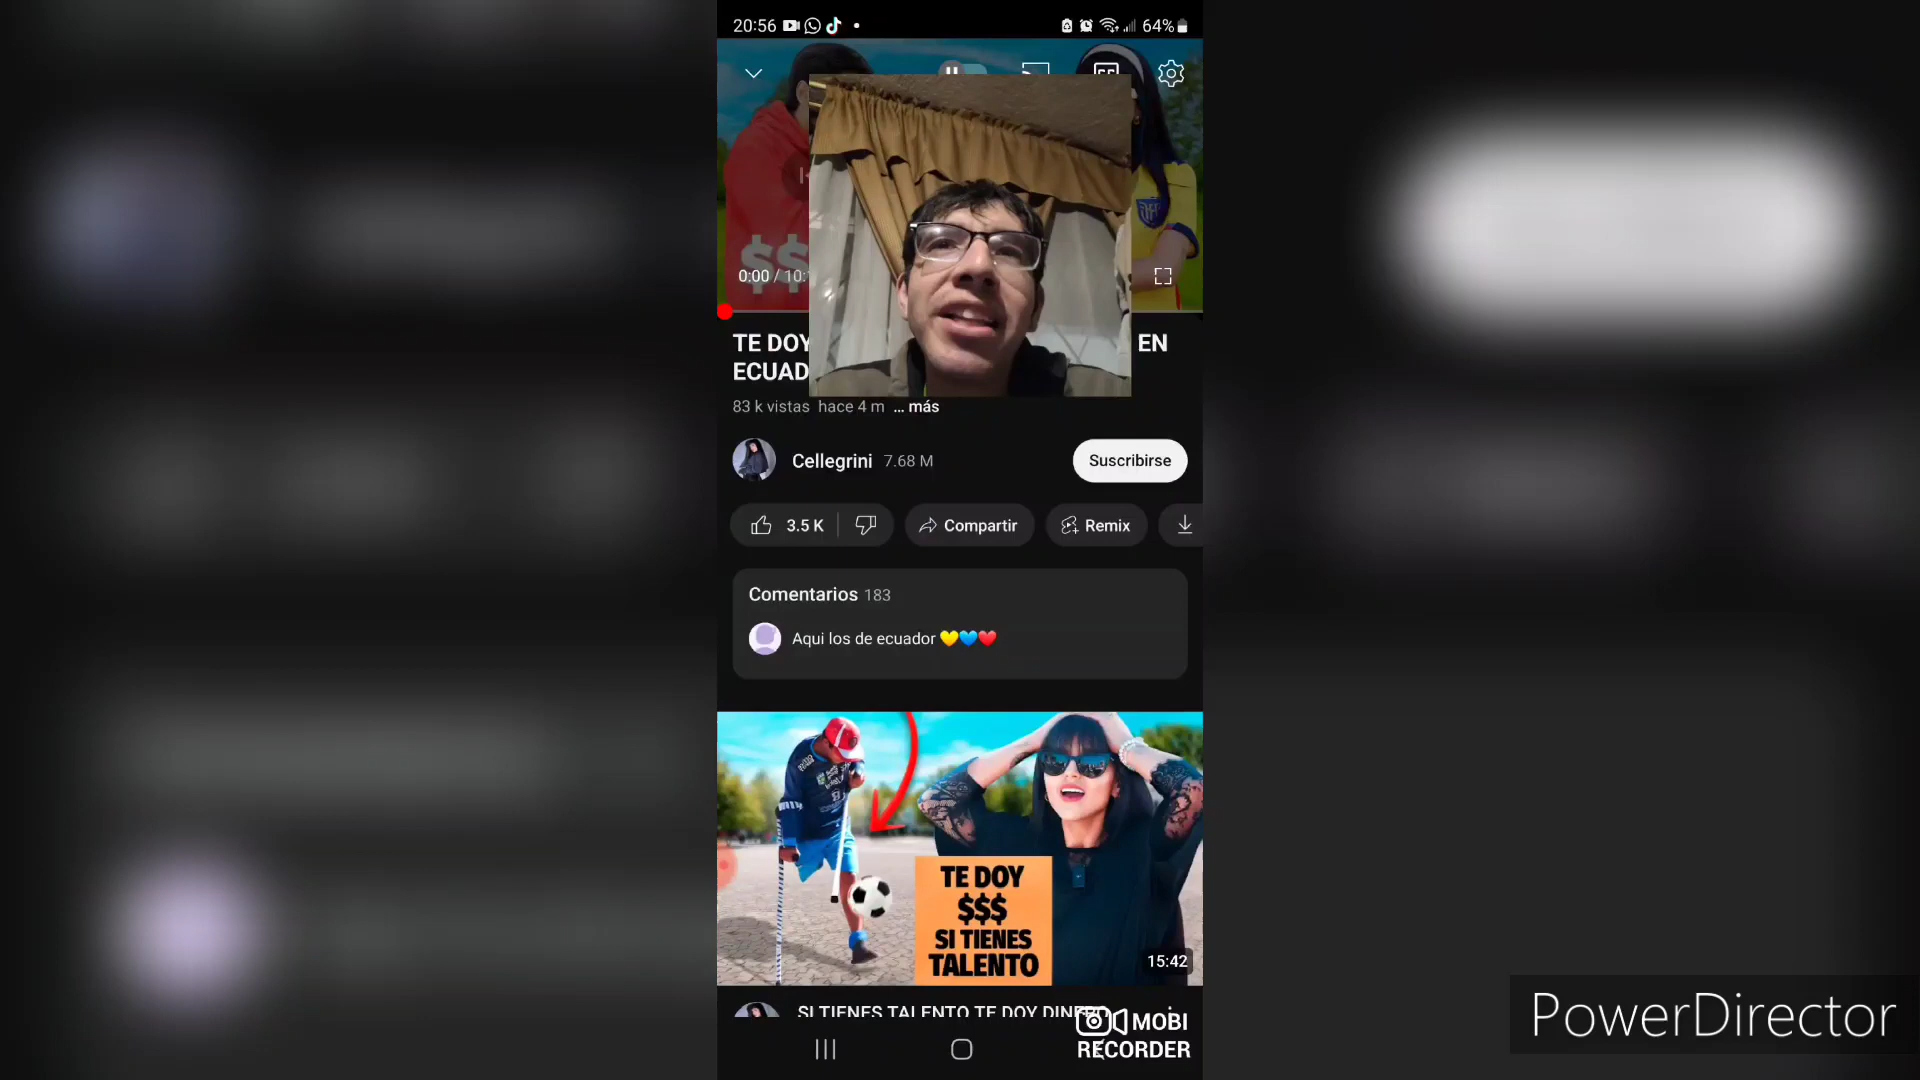 20:56
64%
CC
$$
0:00 / 10:
TE DOY EN
ECUAD
83 k vistas hace 4 m ... más
Cellegrini 7.68 M
Suscribirse
3.5 K
Compartir
Remix
Comentarios 183
Aqui los de ecuador 💛💙❤️
TE DOY
$$$
SI TIENES
TALENTO
15:42
SI TIENES TALENTO TE DOY DINERO
MOBI
RECORDER
PowerDirector